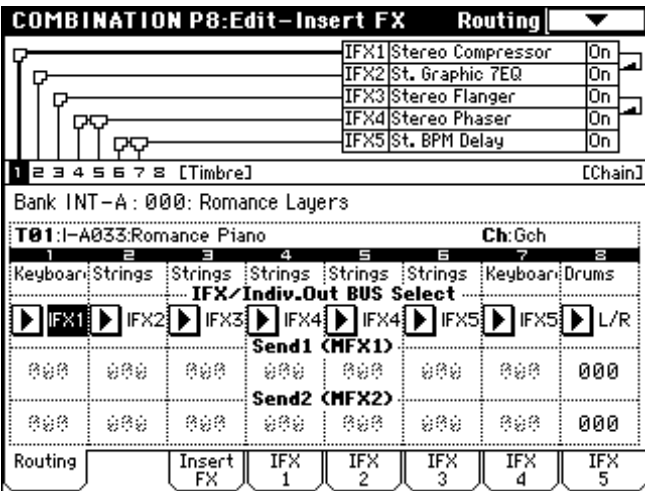 COMBINATION P8:Edit-Insert FX Routing
IFX1 Stereo Compressor On
IFX2 St. Graphic 7EQ On
IFX3 Stereo Flanger On
IFX4 Stereo Phaser On
IFX5 St. BPM Delay On
1 2 3 4 5 6 7 8 [Timbre] [Chain]
Bank INT-A: 000: Romance Layers
T01:I-A033:Romance Piano Ch:Gch
1 2 3 4 5 6 7 8
Keyboar Strings Strings Strings Strings Strings Keyboar Drums
IFX/Indiv.Out BUS Select
IFX1 IFX2 IFX3 IFX4 IFX4 IFX5 IFX5 L/R
Send1 (MFX1)
000 000 000 000 000 000 000 000
Send2 (MFX2)
000 000 000 000 000 000 000 000
Routing Insert FX IFX 1 IFX 2 IFX 3 IFX 4 IFX 5